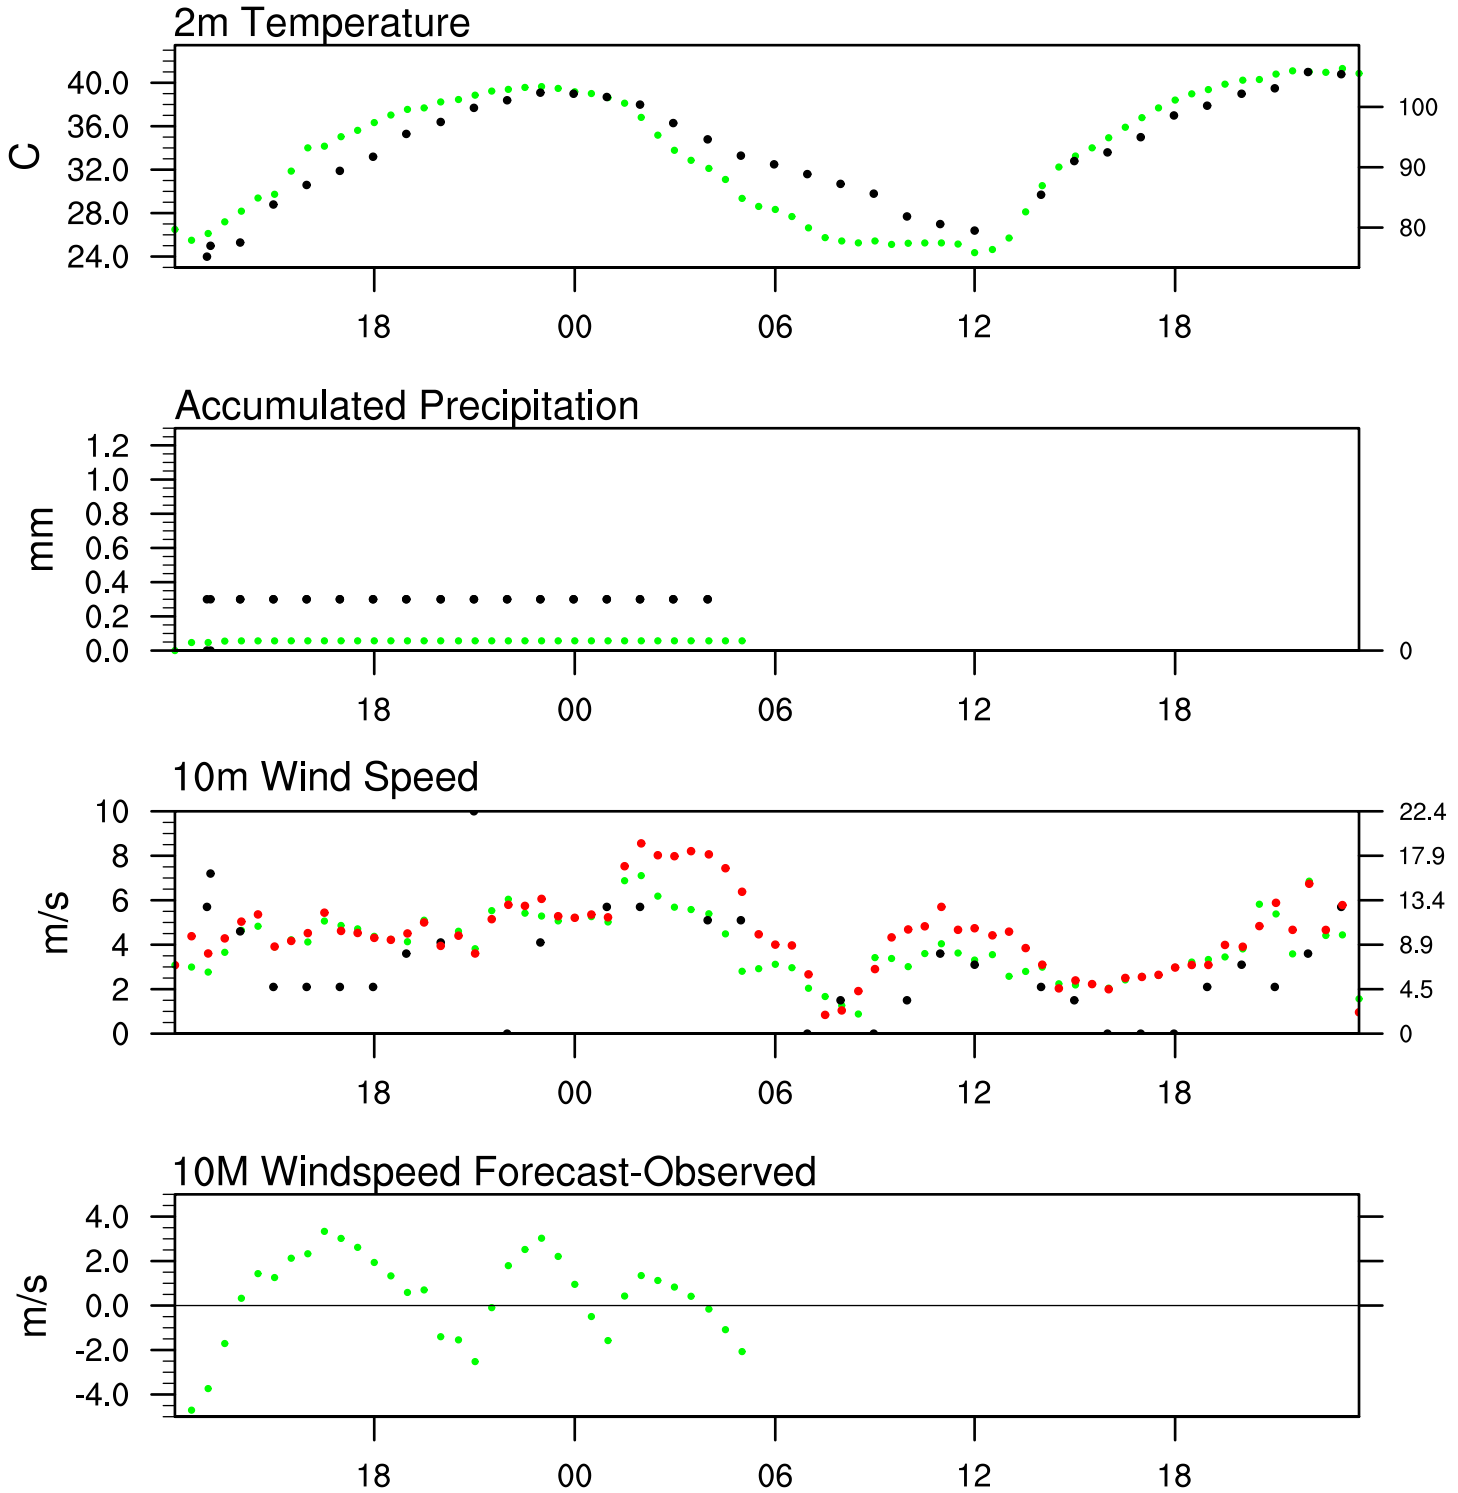 2m Temperature
C
40.0
36.0
32.0
28.0
24.0
100
90
80
18 00 06 12 18
Accumulated Precipitation
mm
1.2
1.0
0.8
0.6
0.4
0.2
0.0
0
18 00 06 12 18
10m Wind Speed
m/s
10
8
6
4
2
0
22.4
17.9
13.4
8.9
4.5
0
18 00 06 12 18
10M Windspeed Forecast-Observed
m/s
4.0
2.0
0.0
-2.0
-4.0
18 00 06 12 18